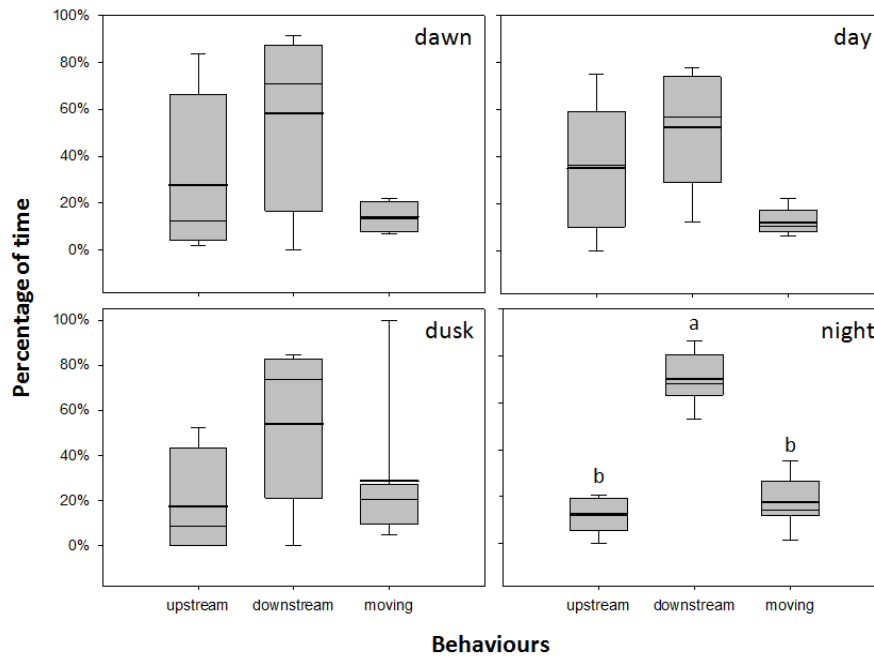 100%
80%
60%
40%
20%
0%
dawn
day
100%
80%
60%
40%
20%
0%
dusk
night
a
b
b
Percentage of time
upstream downstream moving
upstream downstream moving
Behaviours